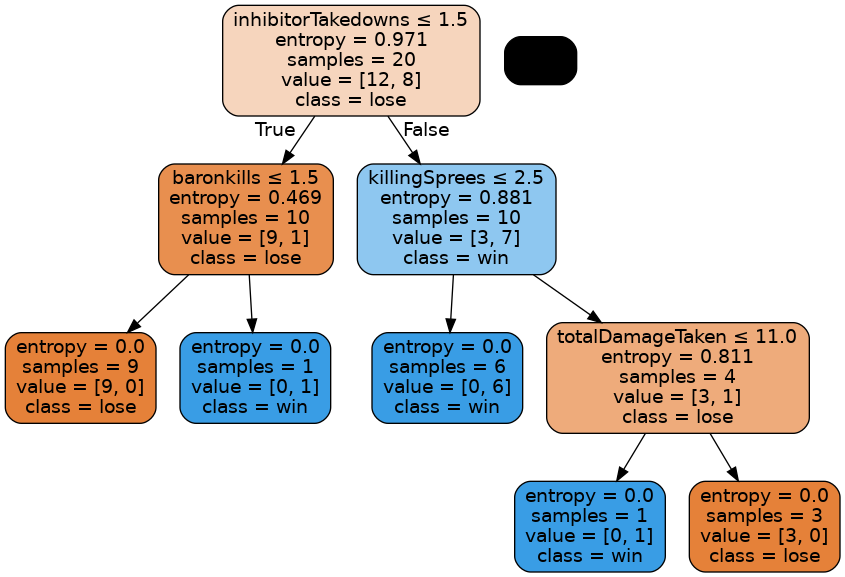 inhibitorTakedowns ≤ 1.5
entropy = 0.971
samples = 20
value = [12, 8]
class = lose
True
False
baronkills ≤ 1.5
entropy = 0.469
samples = 10
value = [9, 1]
class = lose
killingSprees ≤ 2.5
entropy = 0.881
samples = 10
value = [3, 7]
class = win
entropy = 0.0
samples = 9
value = [9, 0]
class = lose
entropy = 0.0
samples = 1
value = [0, 1]
class = win
entropy = 0.0
samples = 6
value = [0, 6]
class = win
totalDamageTaken ≤ 11.0
entropy = 0.811
samples = 4
value = [3, 1]
class = lose
entropy = 0.0
samples = 1
value = [0, 1]
class = win
entropy = 0.0
samples = 3
value = [3, 0]
class = lose